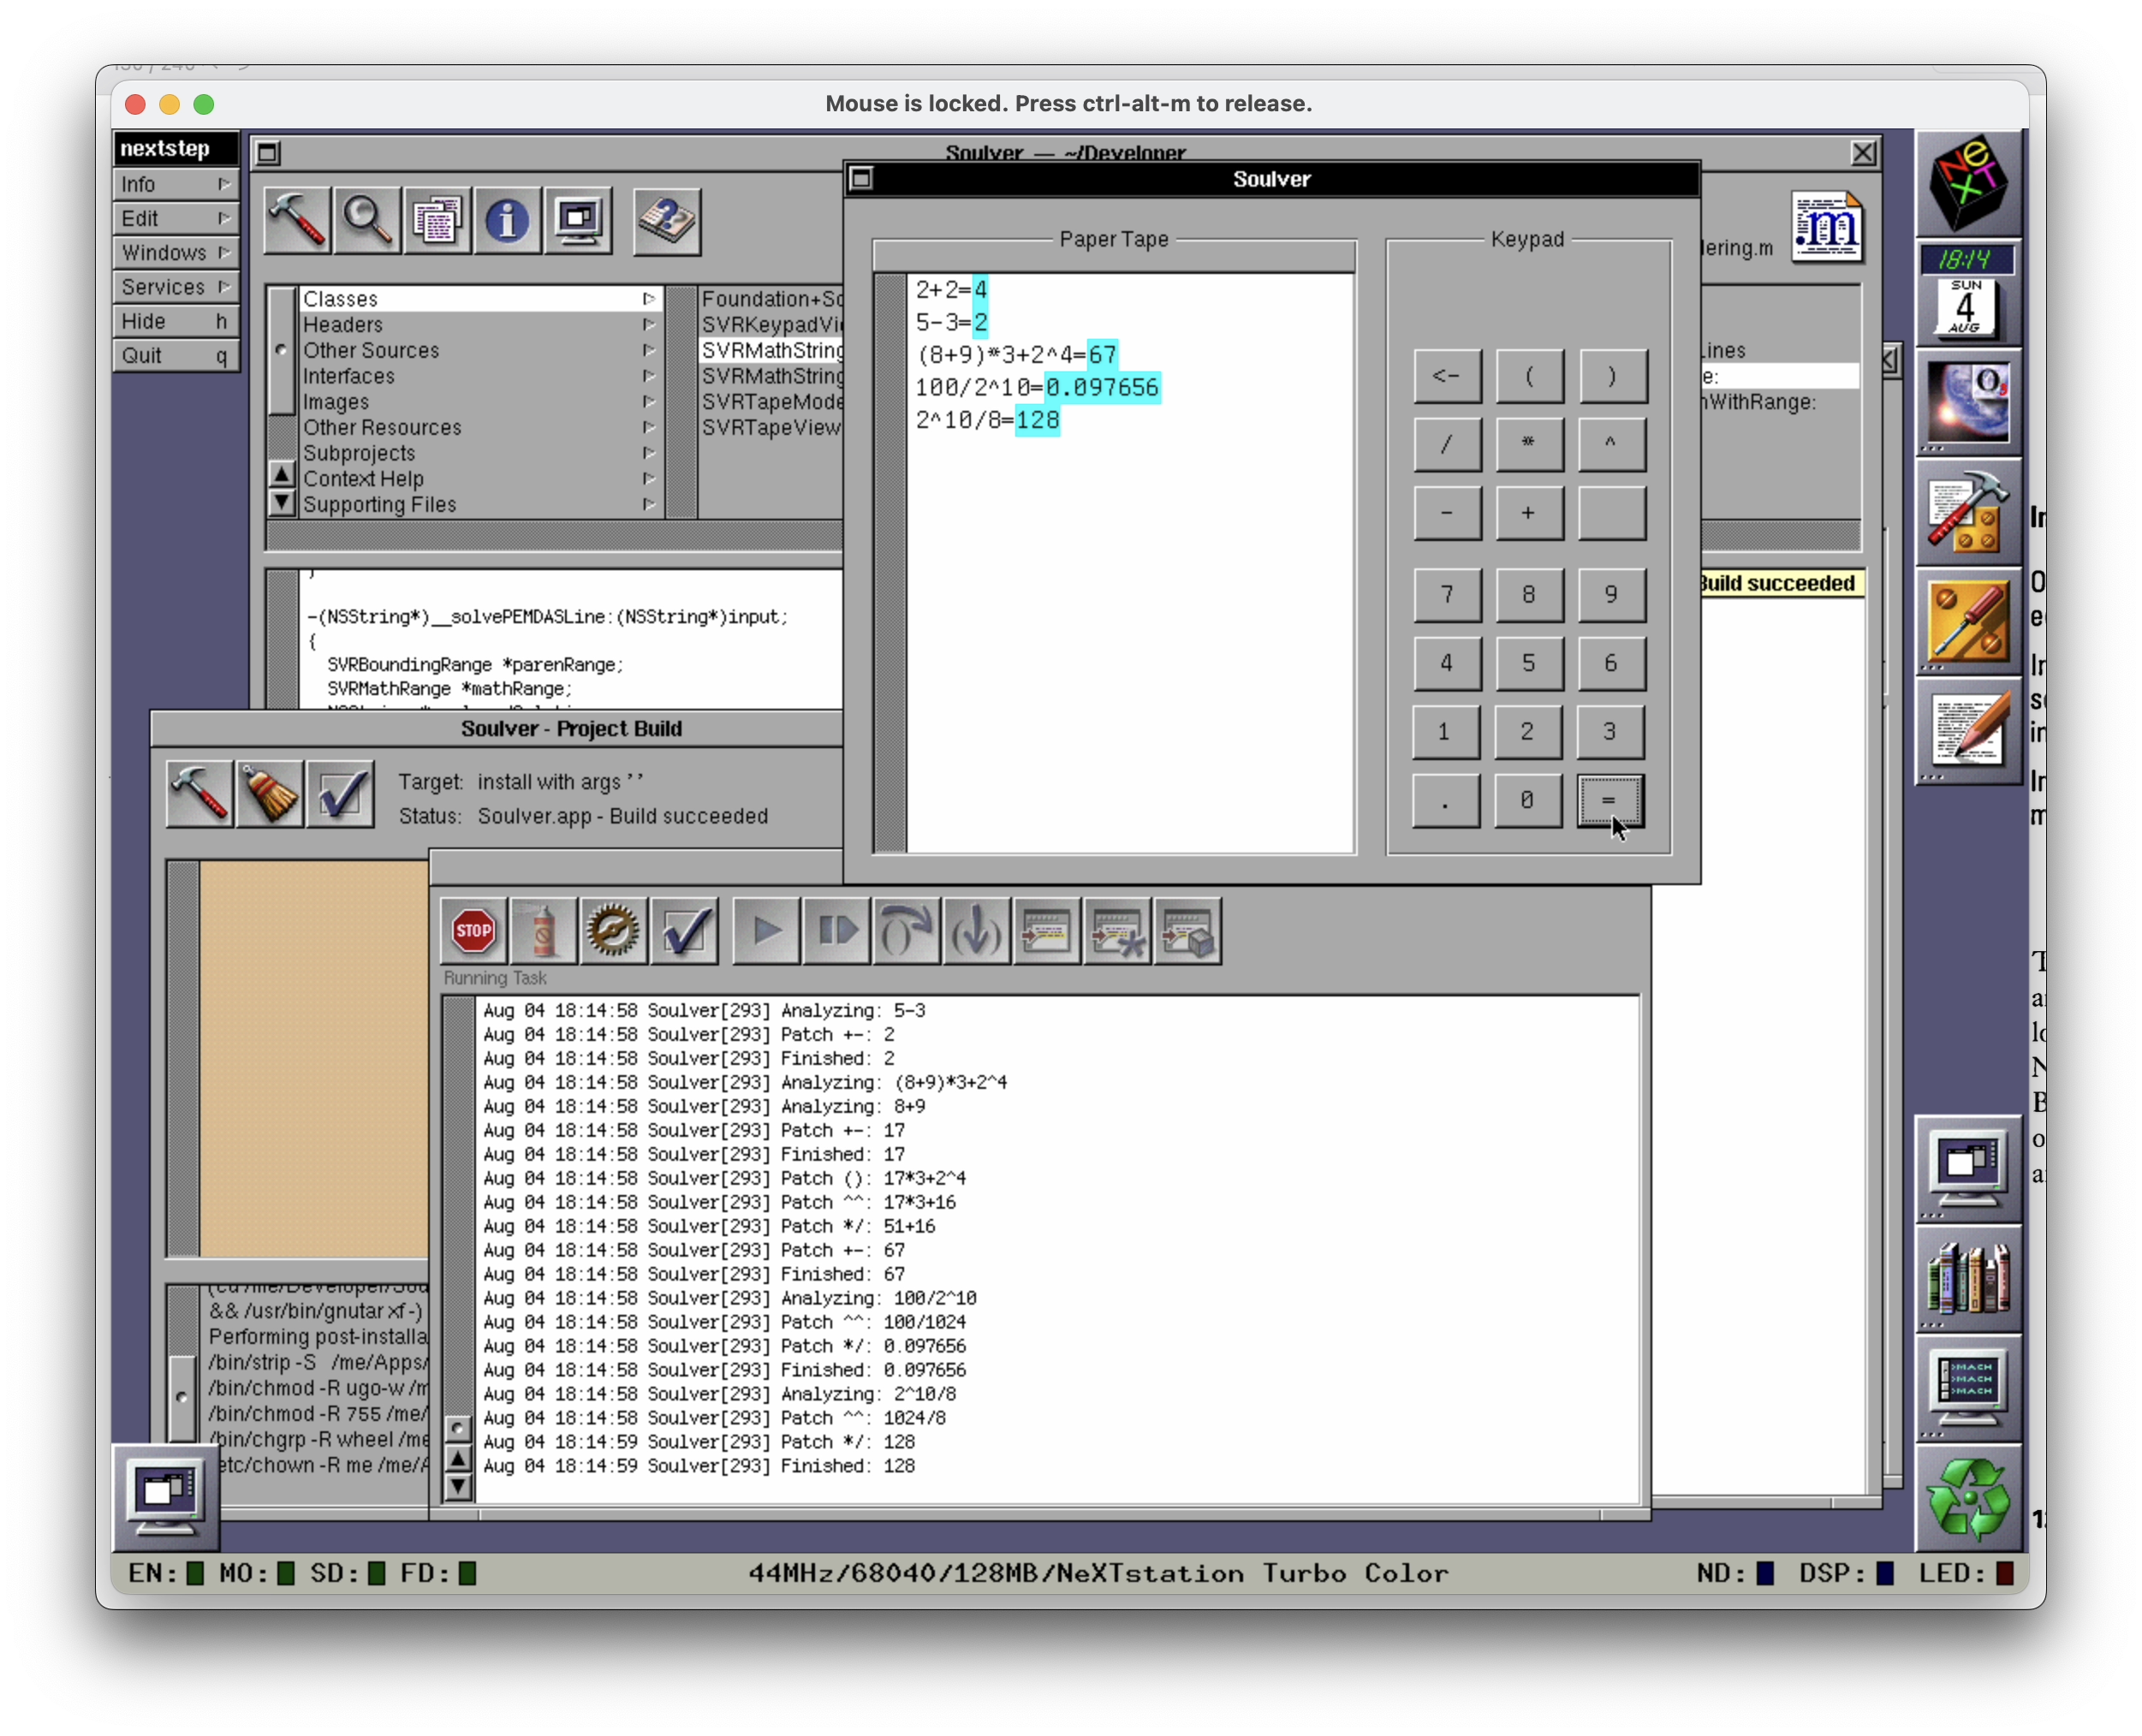 Mouse is locked. Press ctrl-alt-m to release.
nextstep
Info
Edit
Windows
Services
Hide h
Quit q
Soulver — ~/Developer
lering.m
.m
Classes
Headers
Other Sources
Interfaces
Images
Other Resources
Subprojects
Context Help
Supporting Files
Foundation+So
SVRKeypadVi
SVRMathString
SVRMathString
SVRTapeMode
SVRTapeView
Lines
e:
WithRange:
Build succeeded
-(NSString*)__solvePEMDASLine:(NSString*)input;
{
SVRBoundingRange *parenRange;
SVRMathRange *mathRange;
Soulver
Paper Tape
2+2=4
5-3=2
(8+9)*3+2^4=67
100/2^10=0.097656
2^10/8=128
Keypad
<- ( )
/ * ^
- +
7 8 9
4 5 6
1 2 3
. 0 =
Soulver - Project Build
Target: install with args ' '
Status: Soulver.app - Build succeeded
&& /usr/bin/gnutar xf -)
Performing post-installa
/bin/strip -S /me/Apps/
/bin/chmod -R ugo-w /m
/bin/chmod -R 755 /me/
/bin/chgrp -R wheel /me
etc/chown -R me /me/A
STOP
Running Task
Aug 04 18:14:58 Soulver[293] Analyzing: 5-3
Aug 04 18:14:58 Soulver[293] Patch +-: 2
Aug 04 18:14:58 Soulver[293] Finished: 2
Aug 04 18:14:58 Soulver[293] Analyzing: (8+9)*3+2^4
Aug 04 18:14:58 Soulver[293] Analyzing: 8+9
Aug 04 18:14:58 Soulver[293] Patch +-: 17
Aug 04 18:14:58 Soulver[293] Finished: 17
Aug 04 18:14:58 Soulver[293] Patch (): 17*3+2^4
Aug 04 18:14:58 Soulver[293] Patch ^^: 17*3+16
Aug 04 18:14:58 Soulver[293] Patch */: 51+16
Aug 04 18:14:58 Soulver[293] Patch +-: 67
Aug 04 18:14:58 Soulver[293] Finished: 67
Aug 04 18:14:58 Soulver[293] Analyzing: 100/2^10
Aug 04 18:14:58 Soulver[293] Patch ^^: 100/1024
Aug 04 18:14:58 Soulver[293] Patch */: 0.097656
Aug 04 18:14:58 Soulver[293] Finished: 0.097656
Aug 04 18:14:58 Soulver[293] Analyzing: 2^10/8
Aug 04 18:14:58 Soulver[293] Patch ^^: 1024/8
Aug 04 18:14:59 Soulver[293] Patch */: 128
Aug 04 18:14:59 Soulver[293] Finished: 128
NeXT
18:14
SUN
4
AUG
>MACH
>MACH
>MACH
EN: MO: SD: FD: 44MHz/68040/128MB/NeXTstation Turbo Color ND: DSP: LED: